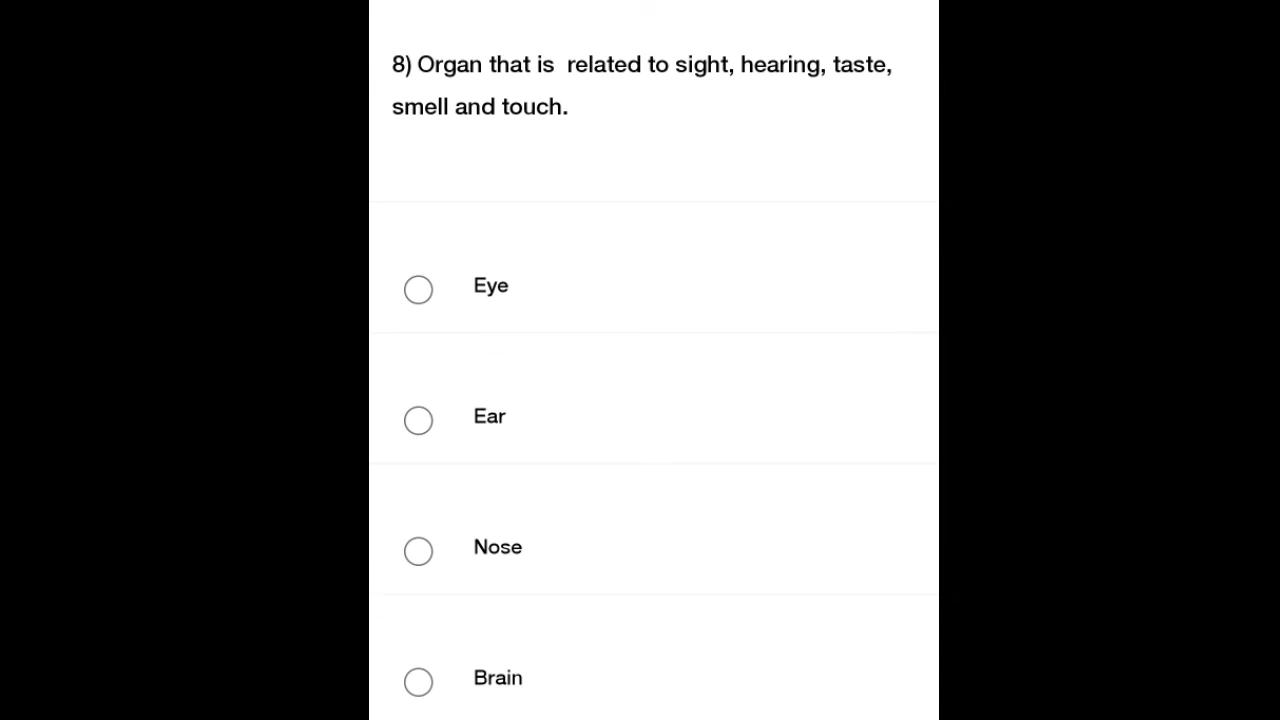 8) Organ that is  related to sight, hearing, taste,
smell and touch.
Eye
Ear
Nose
Brain